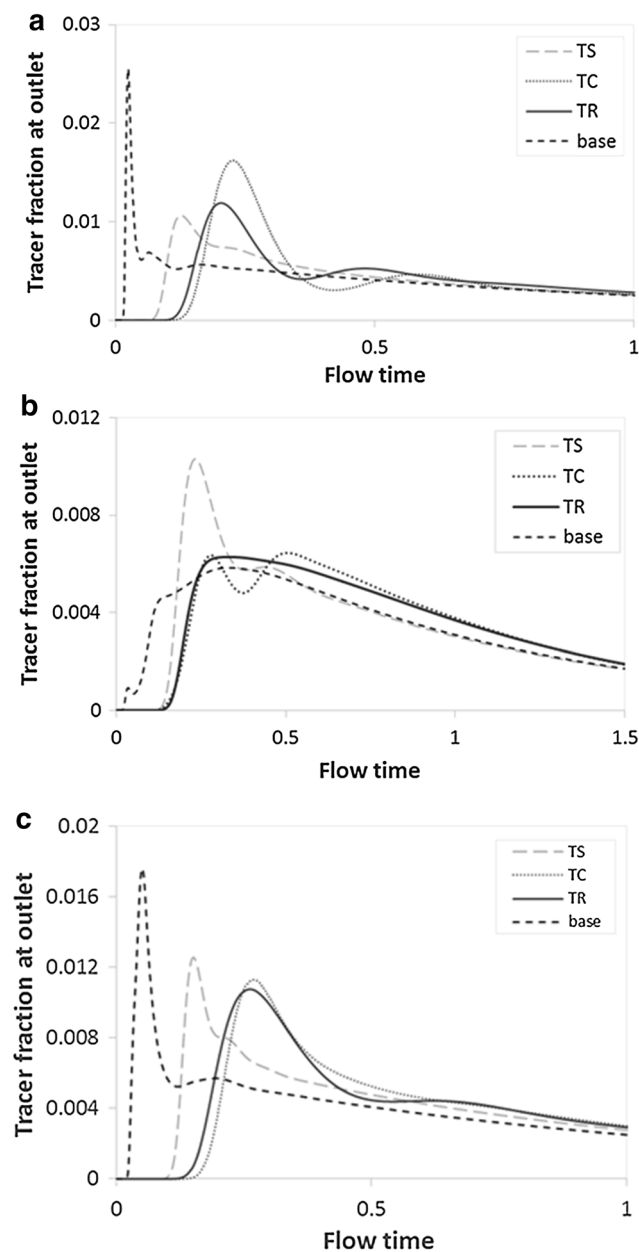 a
0.03
0.02
0.01
0
0
0.5
1
Tracer fraction at outlet
Flow time
TS
TC
TR
base
b
0.012
0.008
0.004
0
0
0.5
1
1.5
Tracer fraction at outlet
Flow time
TS
TC
TR
base
c
0.02
0.016
0.012
0.008
0.004
0
0
0.5
1
Tracer fraction at outlet
Flow time
TS
TC
TR
base